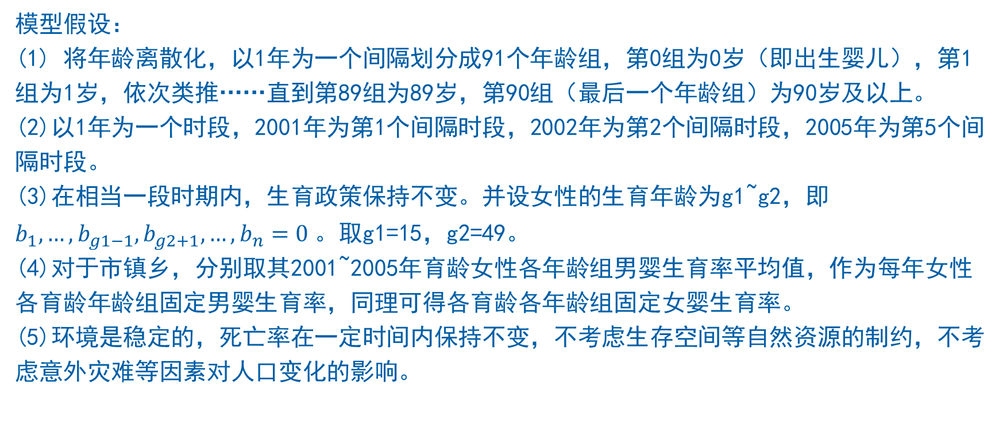 模型假设：
(1) 将年龄离散化，以1年为一个间隔划分成91个年龄组，第0组为0岁（即出生婴儿），第1
组为1岁，依次类推……直到第89组为89岁，第90组（最后一个年龄组）为90岁及以上。
(2)以1年为一个时段，2001年为第1个间隔时段，2002年为第2个间隔时段，2005年为第5个间
隔时段。
(3)在相当一段时期内，生育政策保持不变。并设女性的生育年龄为g1~g2，即
b₁,…,b_{g1−1},b_{g2+1},…,b_n = 0 。取g1=15，g2=49。
(4)对于市镇乡，分别取其2001~2005年育龄女性各年龄组男婴生育率平均值，作为每年女性
各育龄年龄组固定男婴生育率，同理可得各育龄各年龄组固定女婴生育率。
(5)环境是稳定的，死亡率在一定时间内保持不变，不考虑生存空间等自然资源的制约，不考
虑意外灾难等因素对人口变化的影响。